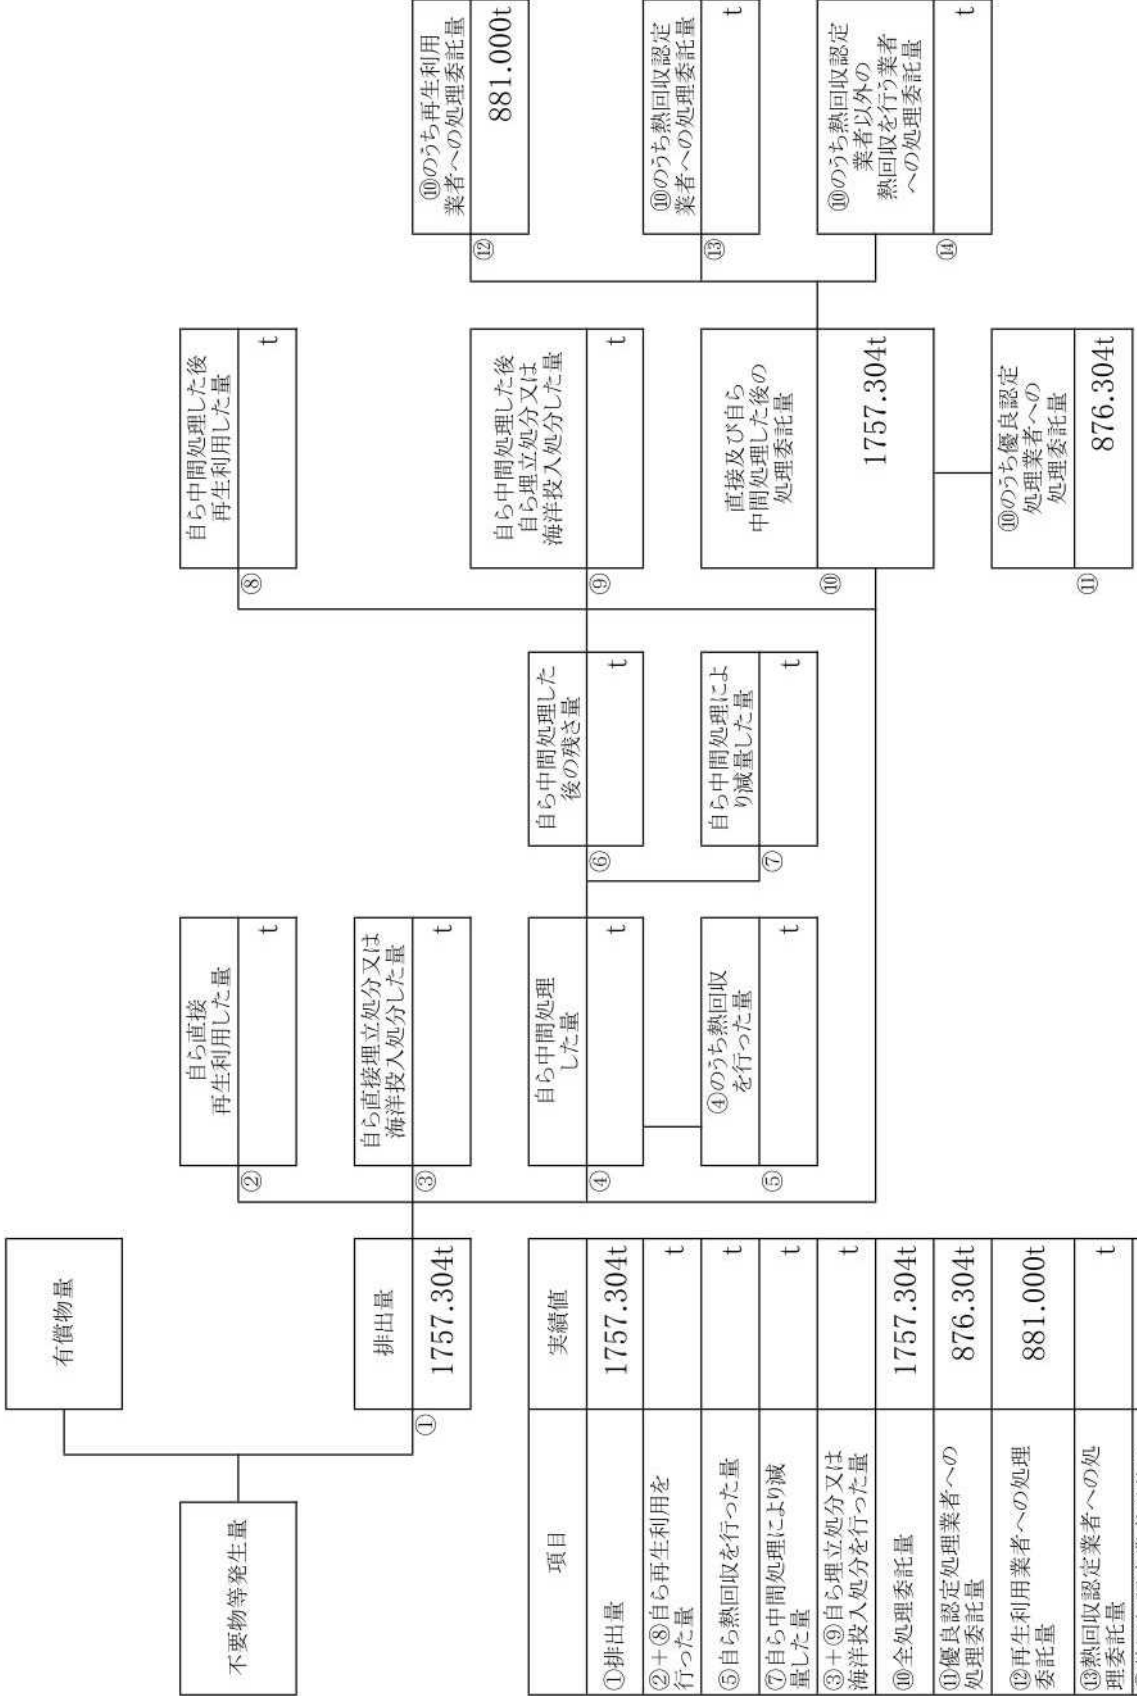 不要物等発生量
有償物量
①
排出量
1757.304t
②
自ら直接
再生利用した量
t
③
自ら直接埋立処分又は
海洋投入処分した量
t
④
自ら中間処理
した量
t
⑤
④のうち熱回収
を行った量
t
⑥
自ら中間処理した
後の残さ量
t
⑦
自ら中間処理によ
り減量した量
t
⑧
自ら中間処理した後
再生利用した量
t
⑨
自ら中間処理した後
自ら埋立処分又は
海洋投入処分した量
t
⑩
直接及び自ら
中間処理した後の
処理委託量
1757.304t
⑪
⑩のうち優良認定
処理業者への
処理委託量
876.304t
⑫
⑩のうち再生利用
業者への処理委託量
881.000t
⑬
⑩のうち熱回収認定
業者への処理委託量
t
⑭
⑩のうち熱回収認定
業者以外の
熱回収を行う業者
への処理委託量
t
項目 実績値
①排出量 1757.304t
②+⑧自ら再生利用を
行った量 t
⑤自ら熱回収を行った量 t
⑦自ら中間処理により減
量した量 t
③+⑨自ら埋立処分又は
海洋投入処分を行った量 t
⑩全処理委託量 1757.304t
⑪優良認定処理業者への
処理委託量 876.304t
⑫再生利用業者への処理
委託量 881.000t
⑬熱回収認定業者への処
理委託量 t